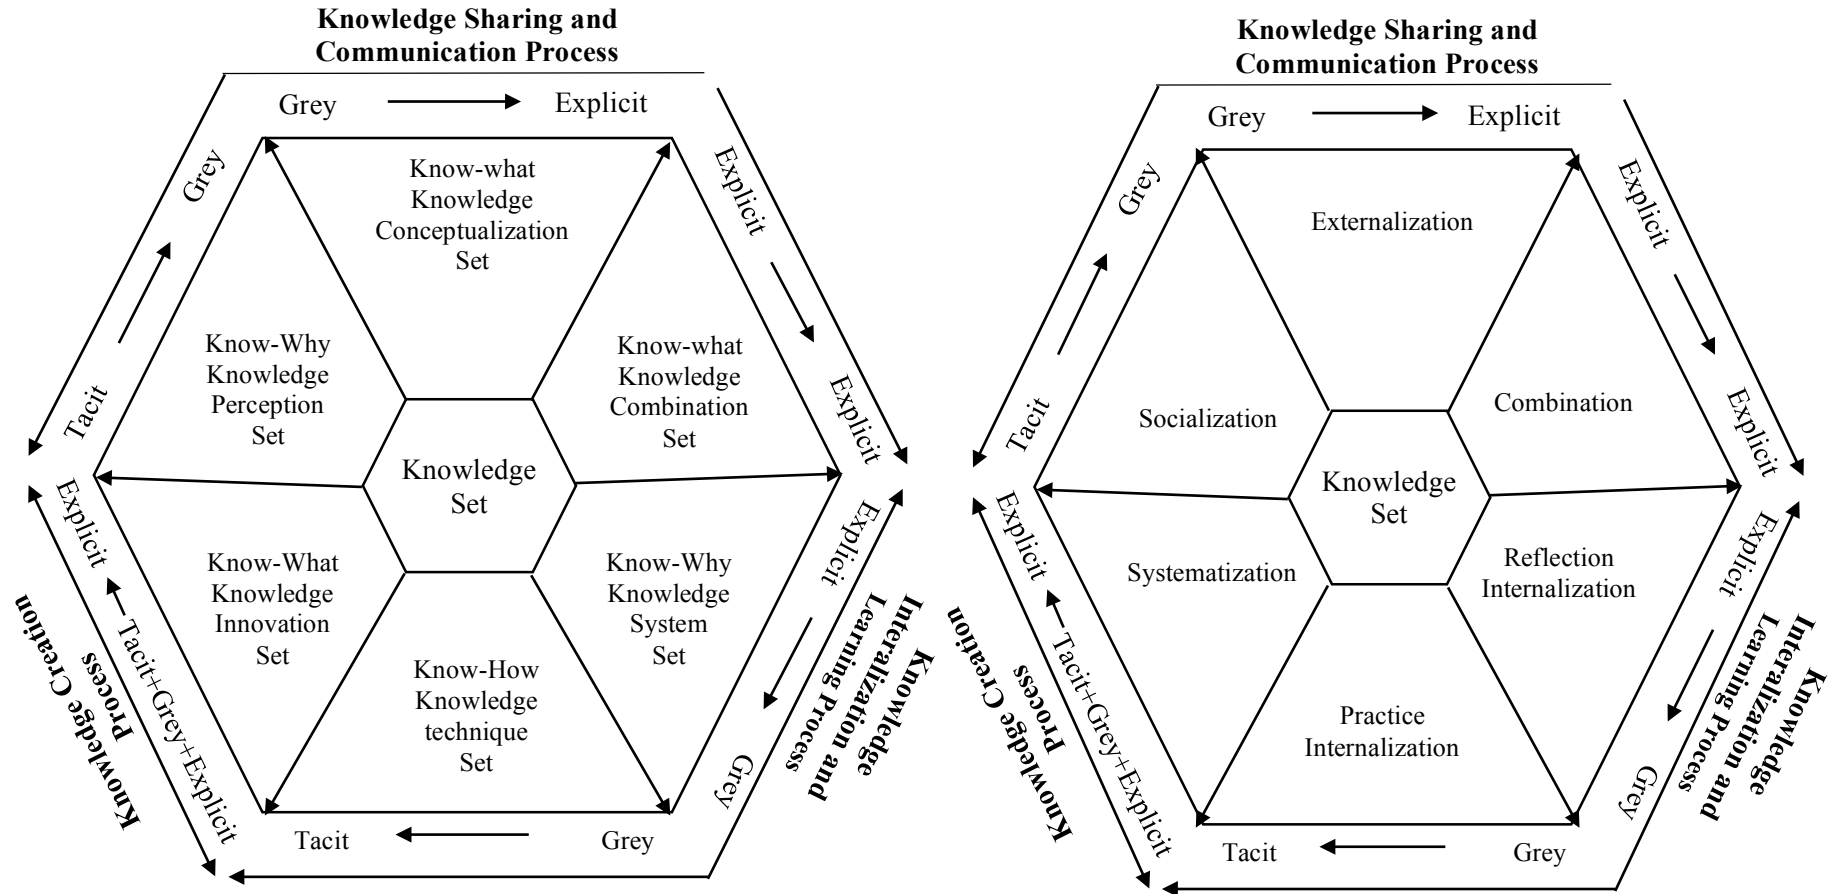 Knowledge Sharing and
Communication Process
Grey
Explicit
Grey
Tacit
Explicit
Explicit
Know-what
Knowledge
Conceptualization
Set
Know-Why
Knowledge
Perception
Set
Know-what
Knowledge
Combination
Set
Knowledge
Set
Know-What
Knowledge
Innovation
Set
Know-Why
Knowledge
System
Set
Know-How
Knowledge
technique
Set
Explicit
Tacit+Grey+Explicit
Knowledge Creation
Process
Explicit
Grey
Knowledge
Interalization and
Learning Process
Tacit
Grey
Knowledge Sharing and
Communication Process
Grey
Explicit
Grey
Tacit
Explicit
Explicit
Externalization
Socialization
Combination
Knowledge
Set
Systematization
Reflection
Internalization
Practice
Internalization
Explicit
Tacit+Grey+Explicit
Knowledge Creation
Process
Explicit
Grey
Knowledge
Interalization and
Learning Process
Tacit
Grey